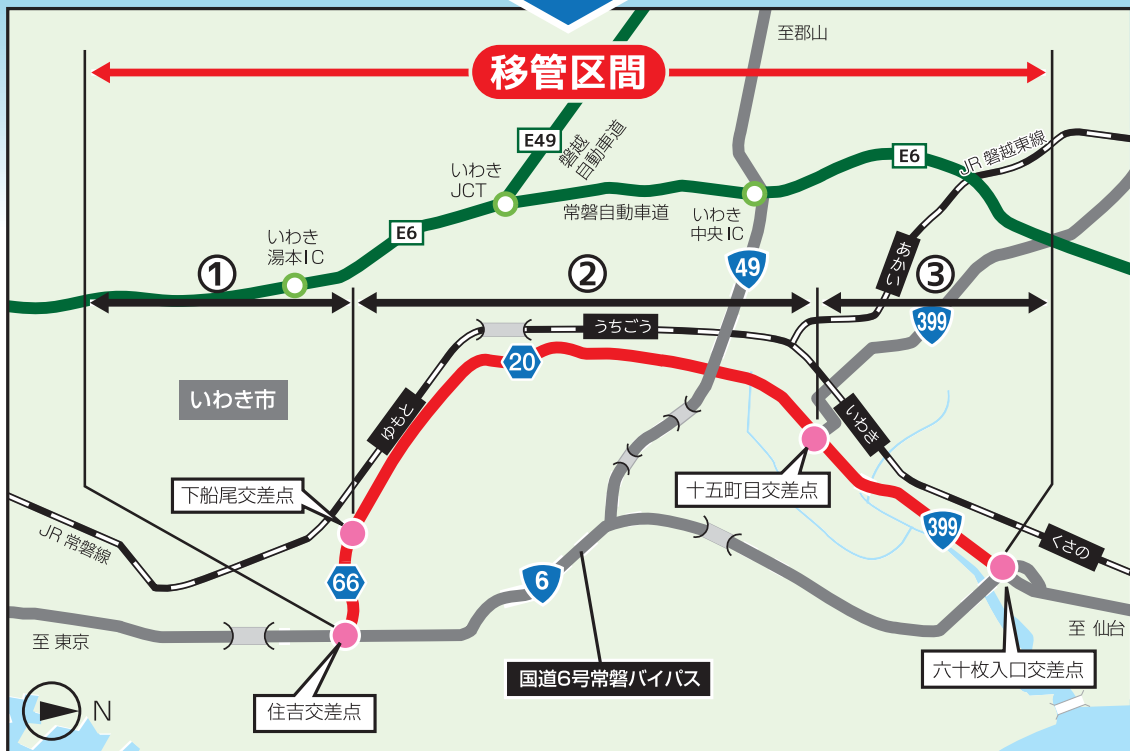 至郡山
移管区間
E49
磐越
自動車道
いわき
JCT
E6
JR 磐越東線
常磐自動車道
いわき
中央IC
E6
いわき
湯本IC
①
②
③
49
あかい
399
うちごう
20
いわき市
ゆもと
いわき
下船尾交差点
十五町目交差点
JR 常磐線
399
くさの
66
6
至 東京
至 仙台
国道6号常磐バイパス
六十枚入口交差点
住吉交差点
N